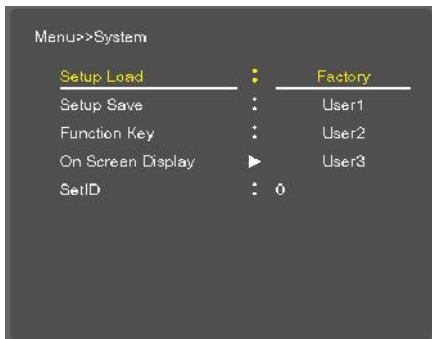 Menu>>System
Setup Load : Factory
Setup Save : User1
Function Key : User2
On Screen Display ▶ User3
SetID : 0